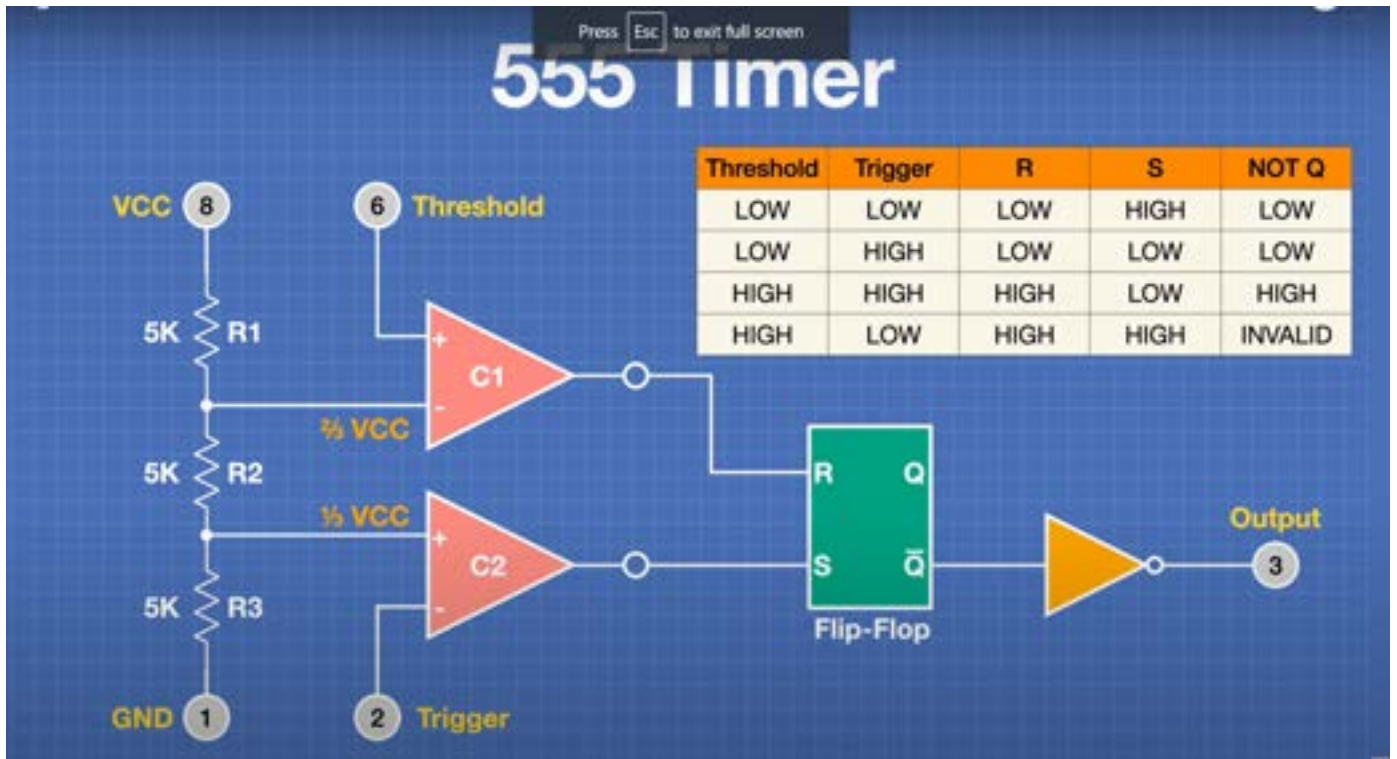 Press Esc to exit full screen
555 Timer
Threshold Trigger R S NOT Q
LOW LOW LOW HIGH LOW
LOW HIGH LOW LOW LOW
HIGH HIGH HIGH LOW HIGH
HIGH LOW HIGH HIGH INVALID
VCC 8
6 Threshold
5K R1
+
C1
-
⅔ VCC
5K R2
R Q
⅓ VCC
+
C2
-
S Q̅
Output
3
5K R3
Flip-Flop
GND 1
2 Trigger